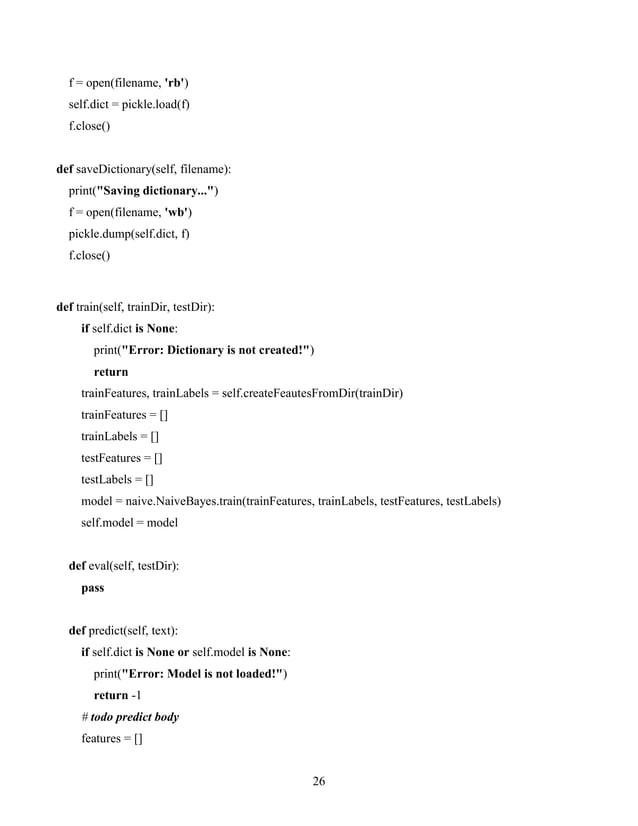 f = open(filename, 'rb')
self.dict = pickle.load(f)
f.close()
def saveDictionary(self, filename):
print("Saving dictionary...")
f = open(filename, 'wb')
pickle.dump(self.dict, f)
f.close()
def train(self, trainDir, testDir):
if self.dict is None:
print("Error: Dictionary is not created!")
return
trainFeatures, trainLabels = self.createFeautesFromDir(trainDir)
trainFeatures = []
trainLabels = []
testFeatures = []
testLabels = []
model = naive.NaiveBayes.train(trainFeatures, trainLabels, testFeatures, testLabels)
self.model = model
def eval(self, testDir):
pass
def predict(self, text):
if self.dict is None or self.model is None:
print("Error: Model is not loaded!")
return -1
# todo predict body
features = []
26